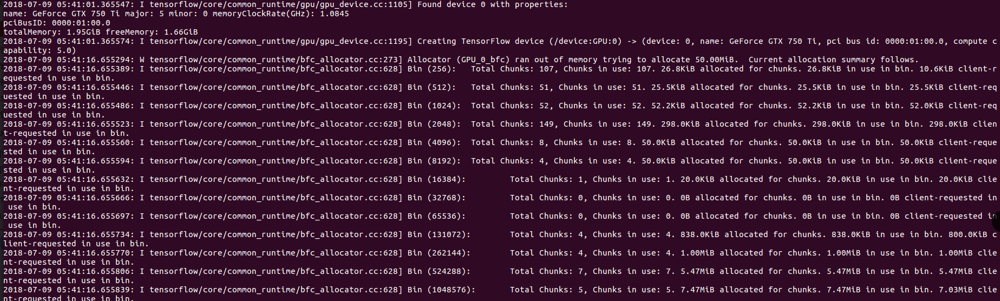 2018-07-09 05:41:01.365547: I tensorflow/core/common_runtime/gpu/gpu_device.cc:1105] Found device 0 with properties:
name: GeForce GTX 750 Ti major: 5 minor: 0 memoryClockRate(GHz): 1.0845
pciBusID: 0000:01:00.0
totalMemory: 1.95GiB freeMemory: 1.66GiB
2018-07-09 05:41:01.365574: I tensorflow/core/common_runtime/gpu/gpu_device.cc:1195] Creating TensorFlow device (/device:GPU:0) -> (device: 0, name: GeForce GTX 750 Ti, pci bus id: 0000:01:00.0, compute c
apability: 5.0)
2018-07-09 05:41:16.655294: W tensorflow/core/common_runtime/bfc_allocator.cc:273] Allocator (GPU_0_bfc) ran out of memory trying to allocate 50.00MiB.  Current allocation summary follows.
2018-07-09 05:41:16.655389: I tensorflow/core/common_runtime/bfc_allocator.cc:628] Bin (256):   Total Chunks: 107, Chunks in use: 107. 26.8KiB allocated for chunks. 26.8KiB in use in bin. 10.6KiB client-r
equested in use in bin.
2018-07-09 05:41:16.655446: I tensorflow/core/common_runtime/bfc_allocator.cc:628] Bin (512):   Total Chunks: 51, Chunks in use: 51. 25.5KiB allocated for chunks. 25.5KiB in use in bin. 25.5KiB client-req
uested in use in bin.
2018-07-09 05:41:16.655486: I tensorflow/core/common_runtime/bfc_allocator.cc:628] Bin (1024):  Total Chunks: 52, Chunks in use: 52. 52.2KiB allocated for chunks. 52.2KiB in use in bin. 52.0KiB client-req
uested in use in bin.
2018-07-09 05:41:16.655523: I tensorflow/core/common_runtime/bfc_allocator.cc:628] Bin (2048):  Total Chunks: 149, Chunks in use: 149. 298.0KiB allocated for chunks. 298.0KiB in use in bin. 298.0KiB clien
t-requested in use in bin.
2018-07-09 05:41:16.655560: I tensorflow/core/common_runtime/bfc_allocator.cc:628] Bin (4096):  Total Chunks: 8, Chunks in use: 8. 50.0KiB allocated for chunks. 50.0KiB in use in bin. 50.0KiB client-reque
sted in use in bin.
2018-07-09 05:41:16.655594: I tensorflow/core/common_runtime/bfc_allocator.cc:628] Bin (8192):  Total Chunks: 4, Chunks in use: 4. 50.0KiB allocated for chunks. 50.0KiB in use in bin. 50.0KiB client-reque
sted in use in bin.
2018-07-09 05:41:16.655632: I tensorflow/core/common_runtime/bfc_allocator.cc:628] Bin (16384):         Total Chunks: 1, Chunks in use: 1. 20.0KiB allocated for chunks. 20.0KiB in use in bin. 20.0KiB clie
nt-requested in use in bin.
2018-07-09 05:41:16.655666: I tensorflow/core/common_runtime/bfc_allocator.cc:628] Bin (32768):         Total Chunks: 0, Chunks in use: 0. 0B allocated for chunks. 0B in use in bin. 0B client-requested in
 use in bin.
2018-07-09 05:41:16.655697: I tensorflow/core/common_runtime/bfc_allocator.cc:628] Bin (65536):         Total Chunks: 0, Chunks in use: 0. 0B allocated for chunks. 0B in use in bin. 0B client-requested in
 use in bin.
2018-07-09 05:41:16.655734: I tensorflow/core/common_runtime/bfc_allocator.cc:628] Bin (131072):        Total Chunks: 4, Chunks in use: 4. 838.0KiB allocated for chunks. 838.0KiB in use in bin. 800.0KiB c
lient-requested in use in bin.
2018-07-09 05:41:16.655770: I tensorflow/core/common_runtime/bfc_allocator.cc:628] Bin (262144):        Total Chunks: 4, Chunks in use: 4. 1.00MiB allocated for chunks. 1.00MiB in use in bin. 1.00MiB clie
nt-requested in use in bin.
2018-07-09 05:41:16.655806: I tensorflow/core/common_runtime/bfc_allocator.cc:628] Bin (524288):        Total Chunks: 7, Chunks in use: 7. 5.47MiB allocated for chunks. 5.47MiB in use in bin. 5.47MiB clie
nt-requested in use in bin.
2018-07-09 05:41:16.655839: I tensorflow/core/common_runtime/bfc_allocator.cc:628] Bin (1048576):       Total Chunks: 5, Chunks in use: 5. 7.47MiB allocated for chunks. 7.47MiB in use in bin. 7.03MiB clie
nt-requested in use in bin.